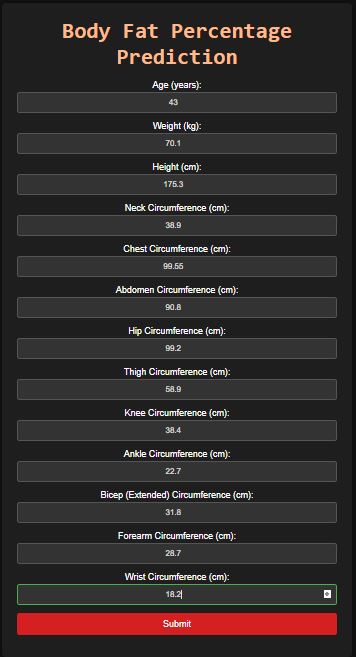 Body Fat Percentage
Prediction
Age (years):
43
Weight (kg):
70.1
Height (cm):
175.3
Neck Circumference (cm):
38.9
Chest Circumference (cm):
99.55
Abdomen Circumference (cm):
90.8
Hip Circumference (cm):
99.2
Thigh Circumference (cm):
58.9
Knee Circumference (cm):
38.4
Ankle Circumference (cm):
22.7
Bicep (Extended) Circumference (cm):
31.8
Forearm Circumference (cm):
28.7
Wrist Circumference (cm):
18.2
Submit